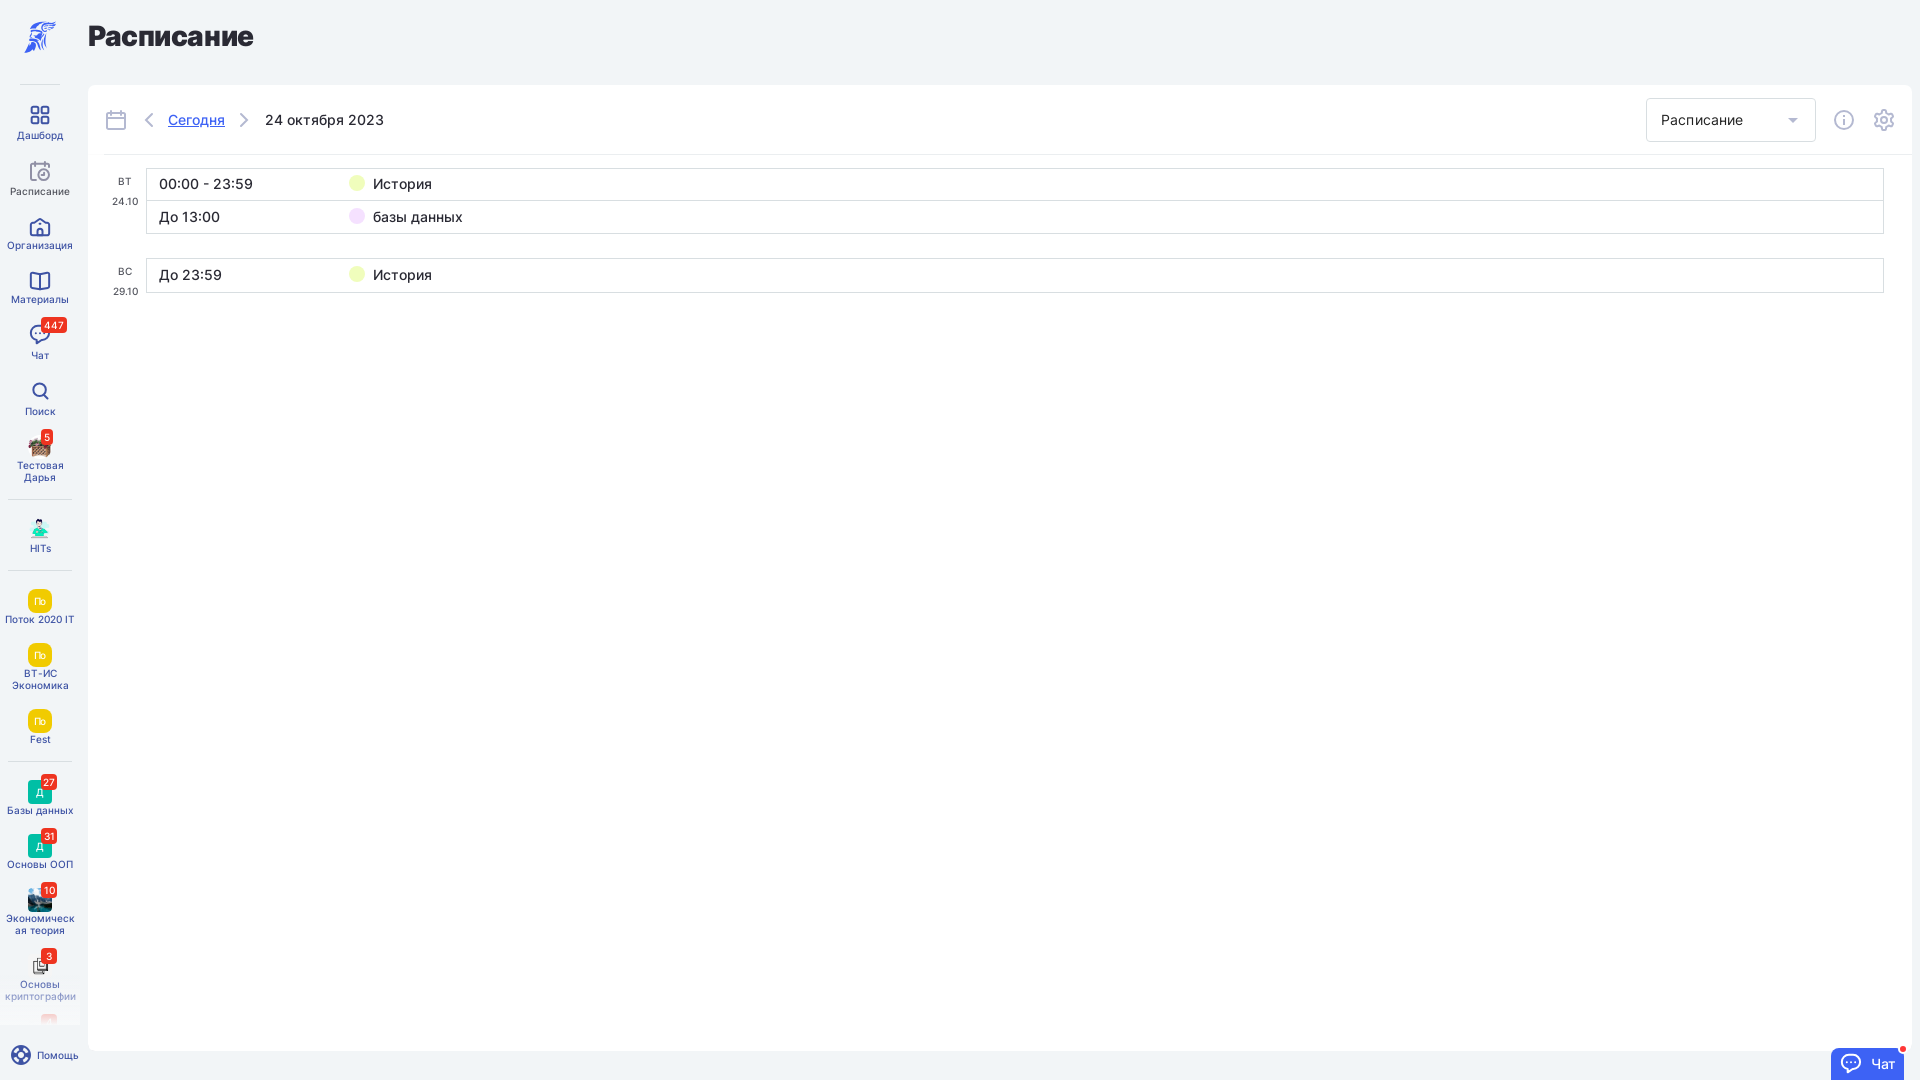 Расписание
Сегодня
24 октября 2023
Расписание
ВТ
24.10
00:00 - 23:59
История
До 13:00
базы данных
ВС
29.10
До 23:59
История
Дашборд
Расписание
Организация
Материалы
447
Чат
Поиск
5
Тестовая
Дарья
HITs
По
Поток 2020 IT
По
ВТ-ИС
Экономика
По
Fest
27
Д
Базы данных
31
Д
Основы ООП
10
Экономическ
ая теория
3
Основы
криптографии
Помощь
Чат